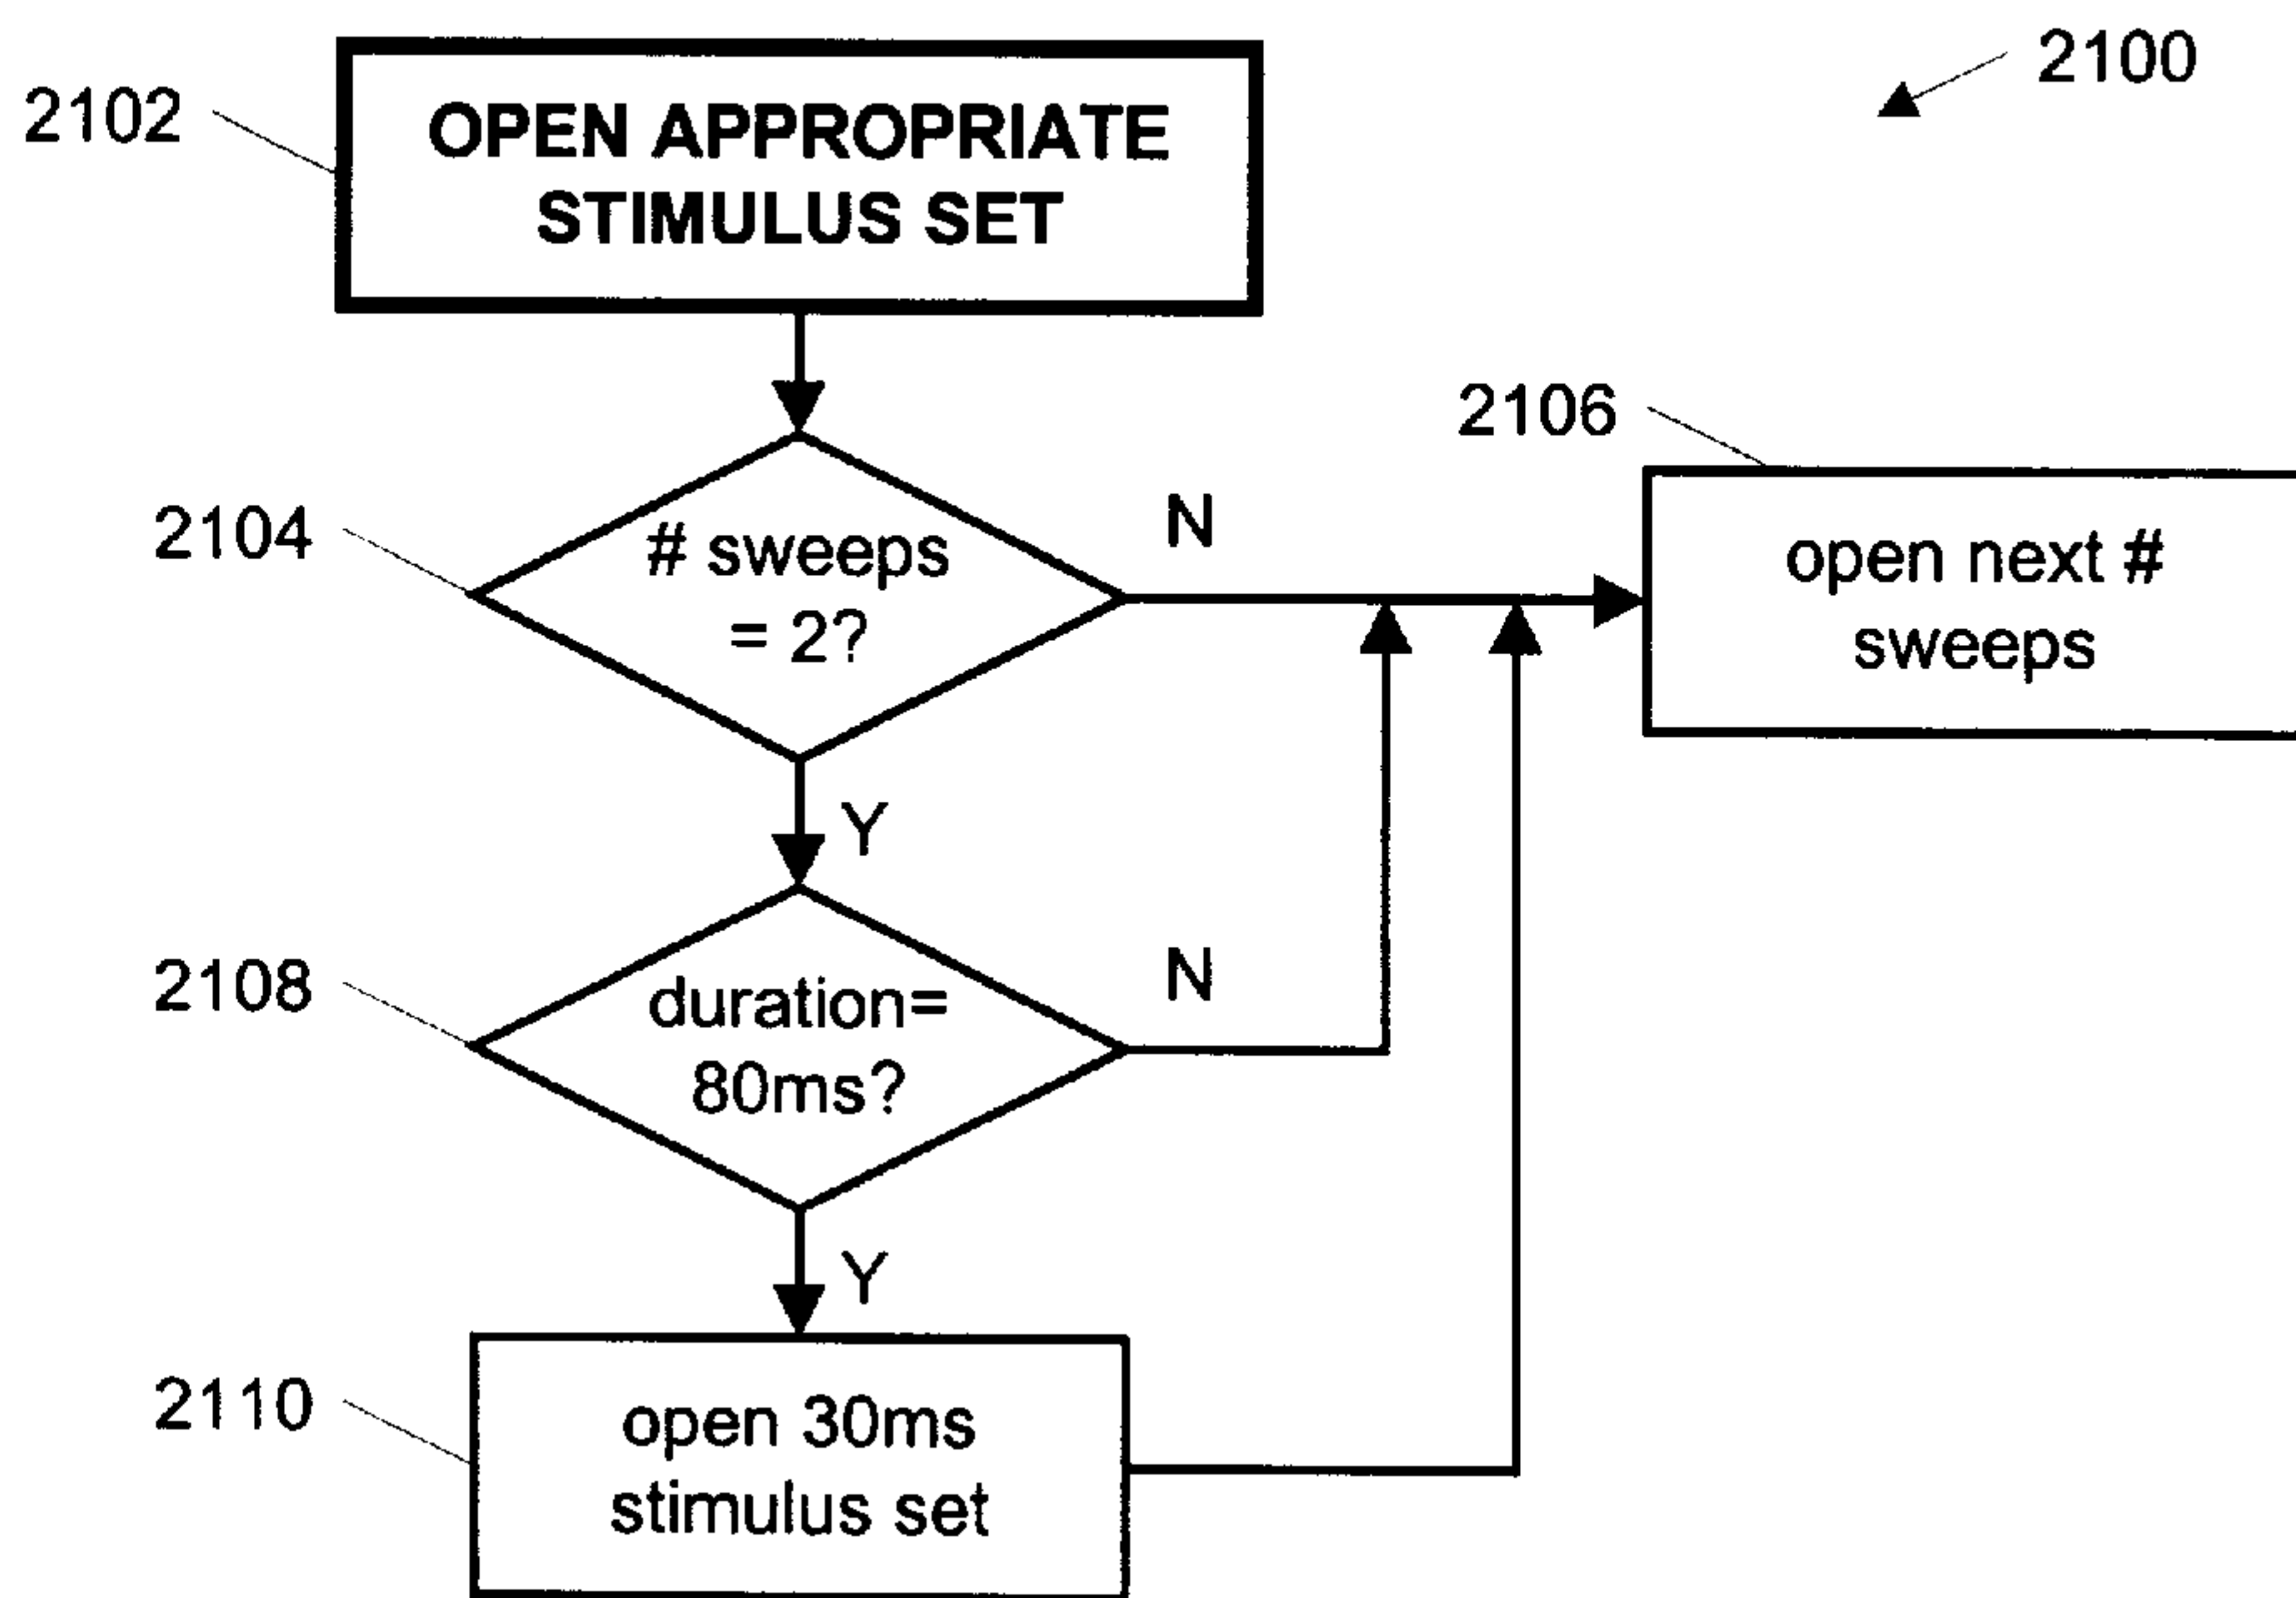 2100
2102
OPEN APPROPRIATE
STIMULUS SET
2106
2104
# sweeps
= 2?
N
open next #
sweeps
Y
2108
duration=
80ms?
N
Y
2110
open 30ms
stimulus set